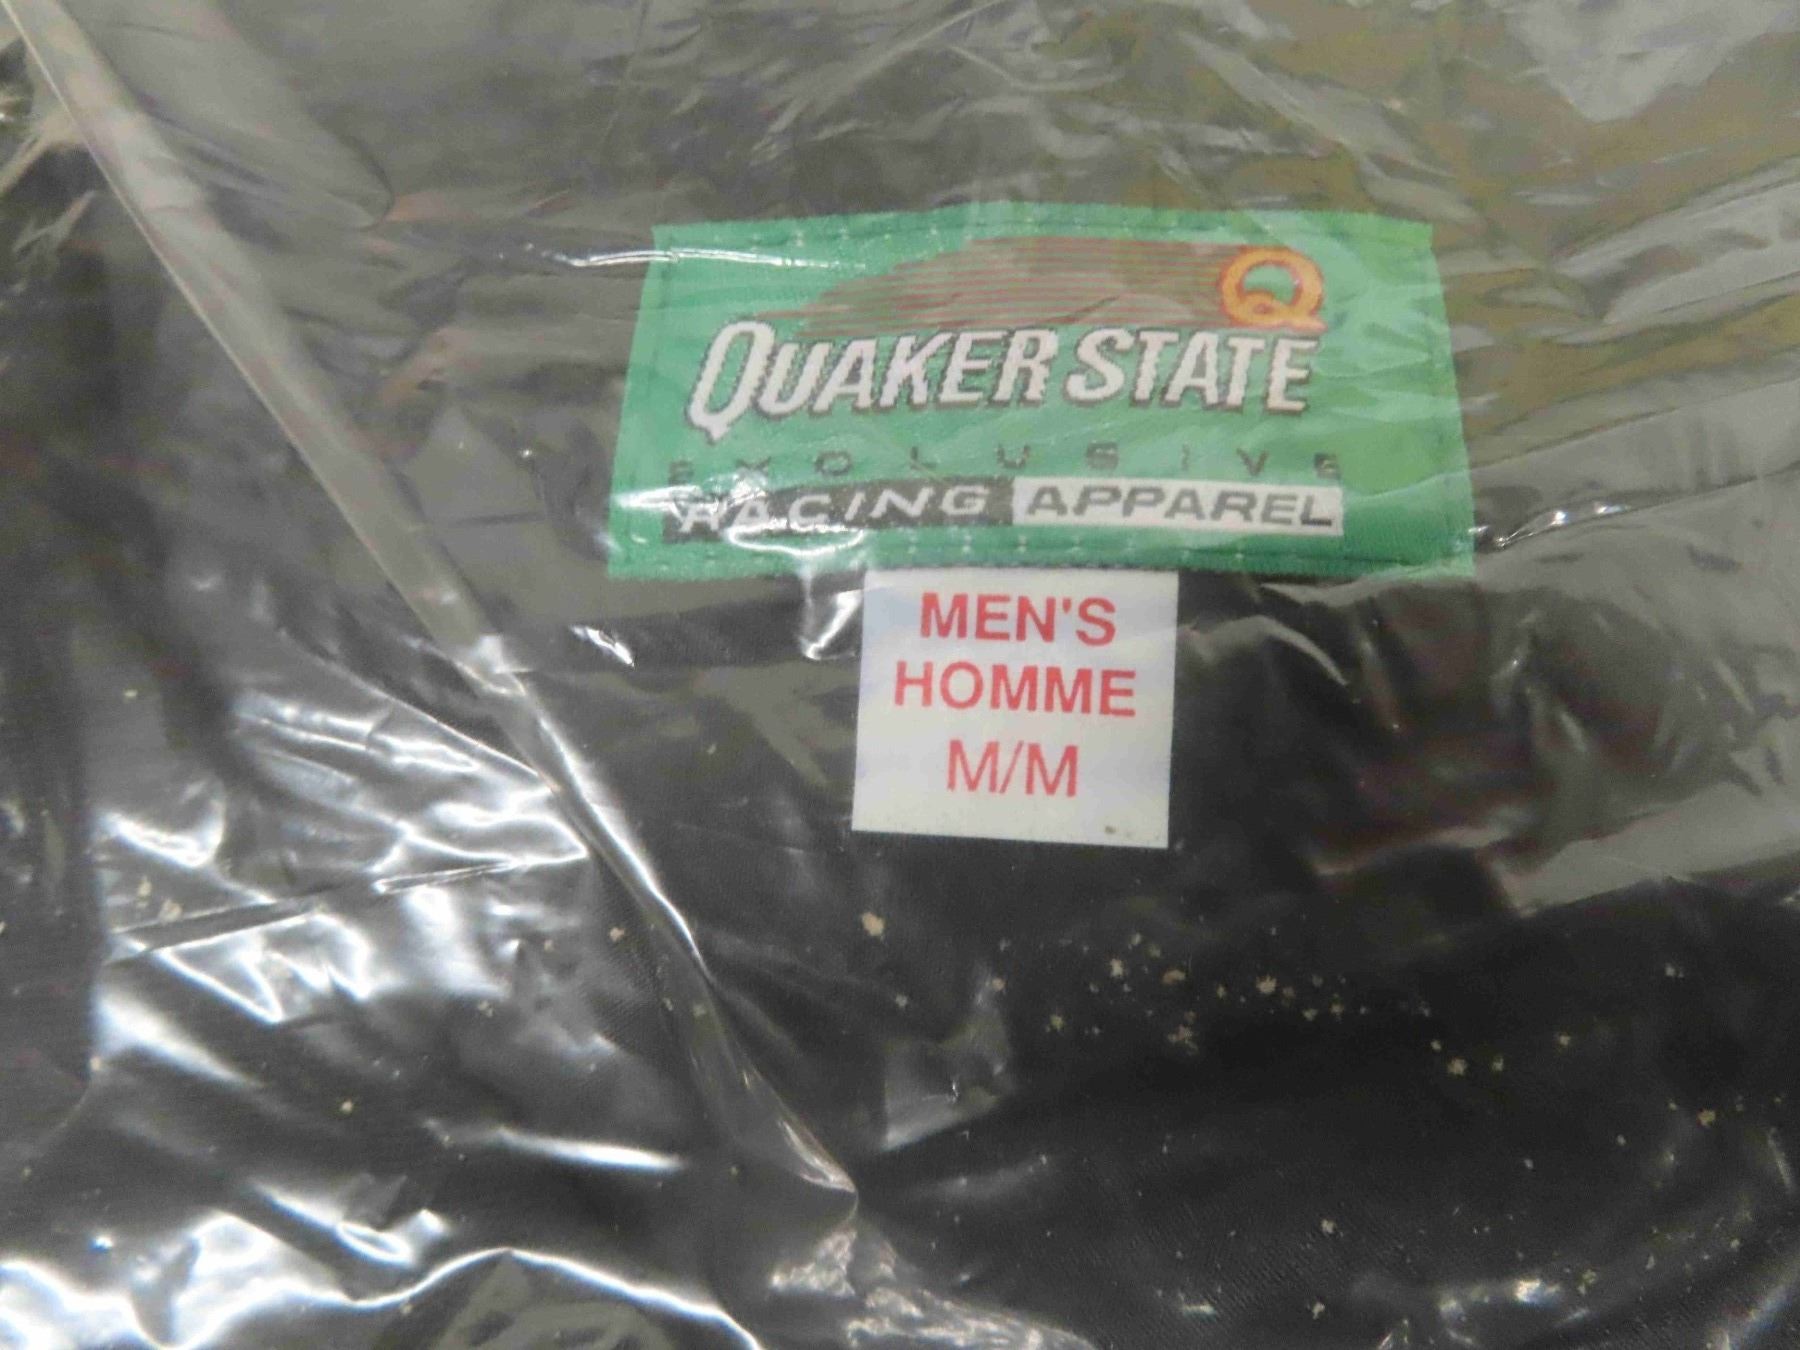 Q
QUAKER STATE
EXCLUSIVE
RACING APPAREL
MEN'S
HOMME
M/M